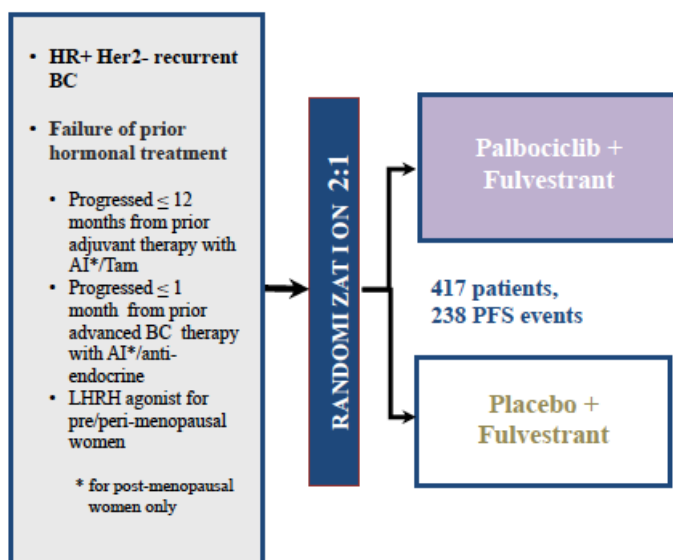 • HR+ Her2- recurrent
BC
• Failure of prior
hormonal treatment
• Progressed ≤ 12
months from prior
adjuvant therapy with
AI*/Tam
• Progressed ≤ 1
month from prior
advanced BC therapy
with AI*/anti-
endocrine
• LHRH agonist for
pre/peri-menopausal
women
* for post-menopausal
women only
RANDOMIZATION 2:1
Palbociclib +
Fulvestrant
417 patients,
238 PFS events
Placebo +
Fulvestrant